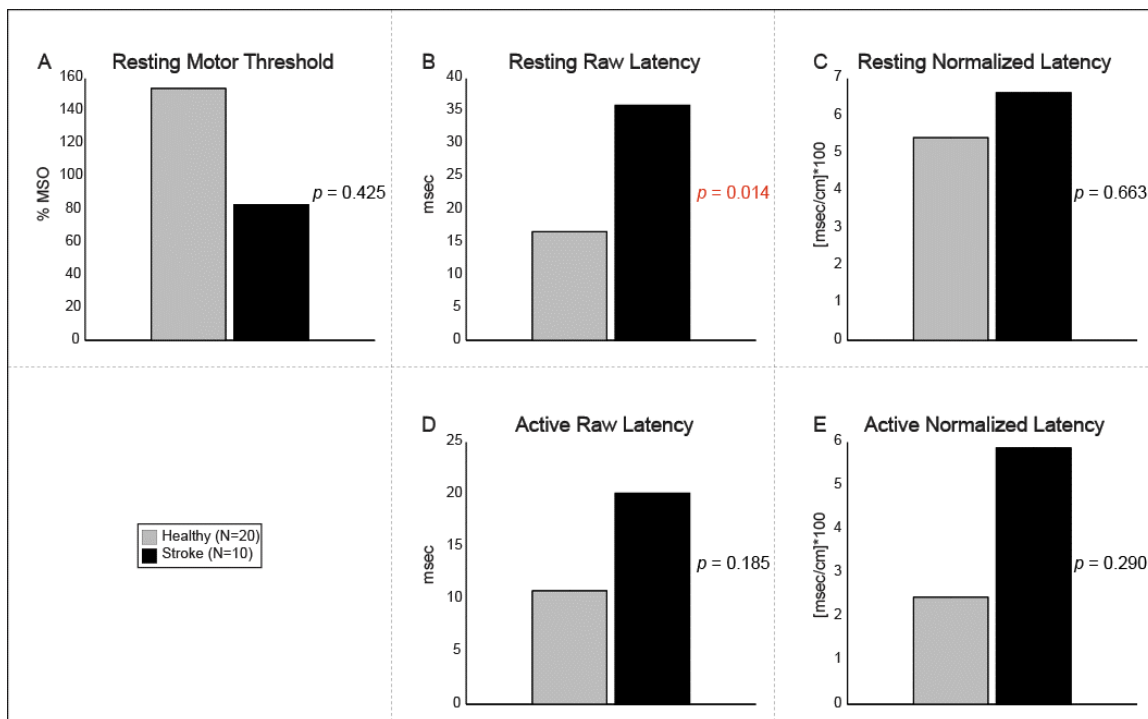 A Resting Motor Threshold
160
140
120
100
80
60
40
20
0
% MSO
p = 0.425
B Resting Raw Latency
40
35
30
25
20
15
10
5
0
msec
p = 0.014
C Resting Normalized Latency
7
6
5
4
3
2
1
0
[msec/cm]*100
p = 0.663
Healthy (N=20)
Stroke (N=10)
D Active Raw Latency
25
20
15
10
5
0
msec
p = 0.185
E Active Normalized Latency
6
5
4
3
2
1
0
[msec/cm]*100
p = 0.290